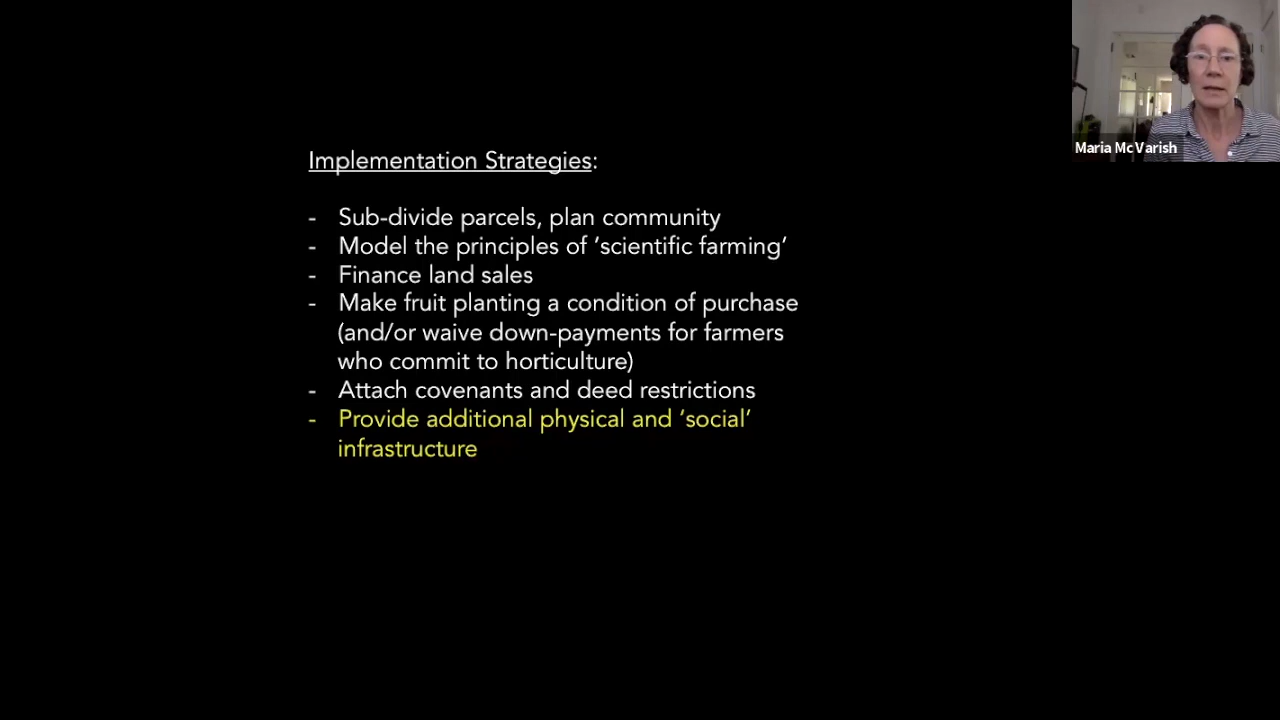 Implementation Strategies:
- Sub-divide parcels, plan community
- Model the principles of ‘scientific farming’
- Finance land sales
- Make fruit planting a condition of purchase
(and/or waive down-payments for farmers
who commit to horticulture)
- Attach covenants and deed restrictions
- Provide additional physical and ‘social’
infrastructure
Maria McVarish